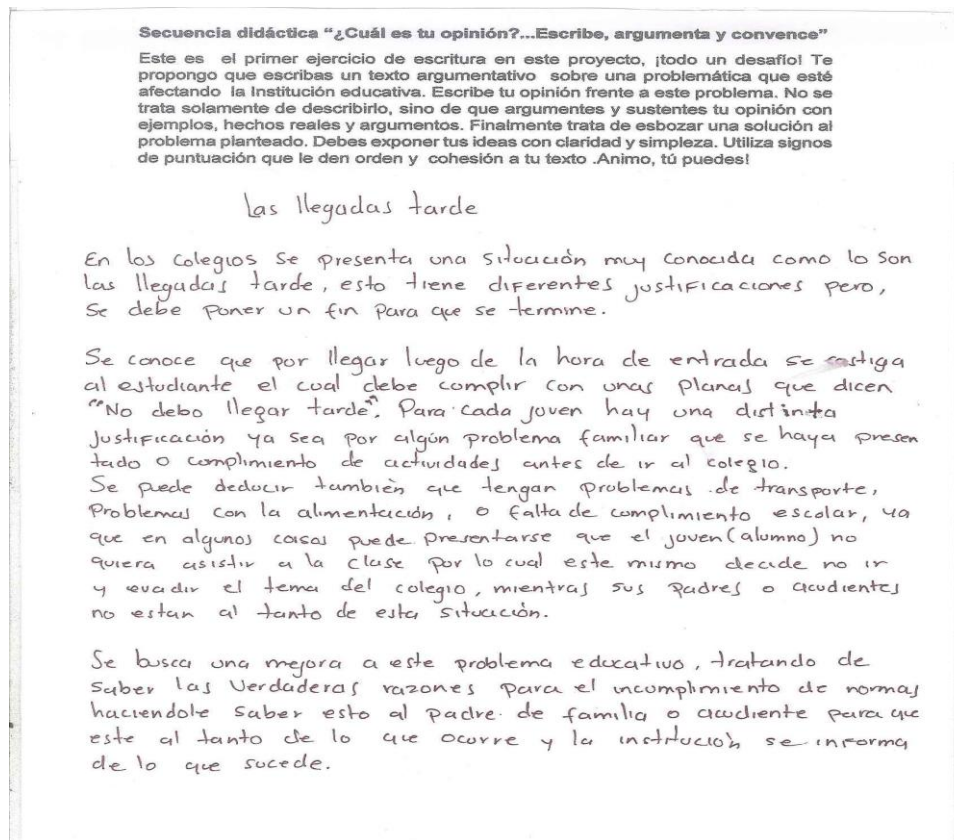 Secuencia didáctica “¿Cuál es tu opinión?...Escribe, argumenta y convence”
Este es el primer ejercicio de escritura en este proyecto, ¡todo un desafío! Te
propongo que escribas un texto argumentativo sobre una problemática que esté
afectando la Institución educativa. Escribe tu opinión frente a este problema. No se
trata solamente de describirlo, sino de que argumentes y sustentes tu opinión con
ejemplos, hechos reales y argumentos. Finalmente trata de esbozar una solución al
problema planteado. Debes exponer tus ideas con claridad y simpleza. Utiliza signos
de puntuación que le den orden y cohesión a tu texto .Animo, tú puedes!
Las llegadas tarde
En los colegios se presenta una situación muy conocida como lo son
las llegadas tarde, esto tiene diferentes justificaciones pero,
se debe poner un fin para que se termine.
Se conoce que por llegar luego de la hora de entrada se castiga
al estudiante el cual debe complir con unas planas que dicen
"No debo llegar tarde". Para cada joven hay una distinta
justificación ya sea por algún problema familiar que se haya presen
tado o cumplimiento de actividades antes de ir al colegio.
Se puede deducir también que tengan problemas de transporte,
problemas con la alimentación, o falta de cumplimiento escolar, ya
que en algunos casos puede presentarse que el joven (alumno) no
quiera asistir a la clase por lo cual este mismo decide no ir
y evadir el tema del colegio, mientras sus padres o acudientes
no estan al tanto de esta situación.
Se busca una mejora a este problema educativo, tratando de
saber las verdaderas razones para el incumplimiento de normas
haciendole saber esto al padre de familia o acudiente para que
este al tanto de lo que ocurre y la institución se informa
de lo que sucede.